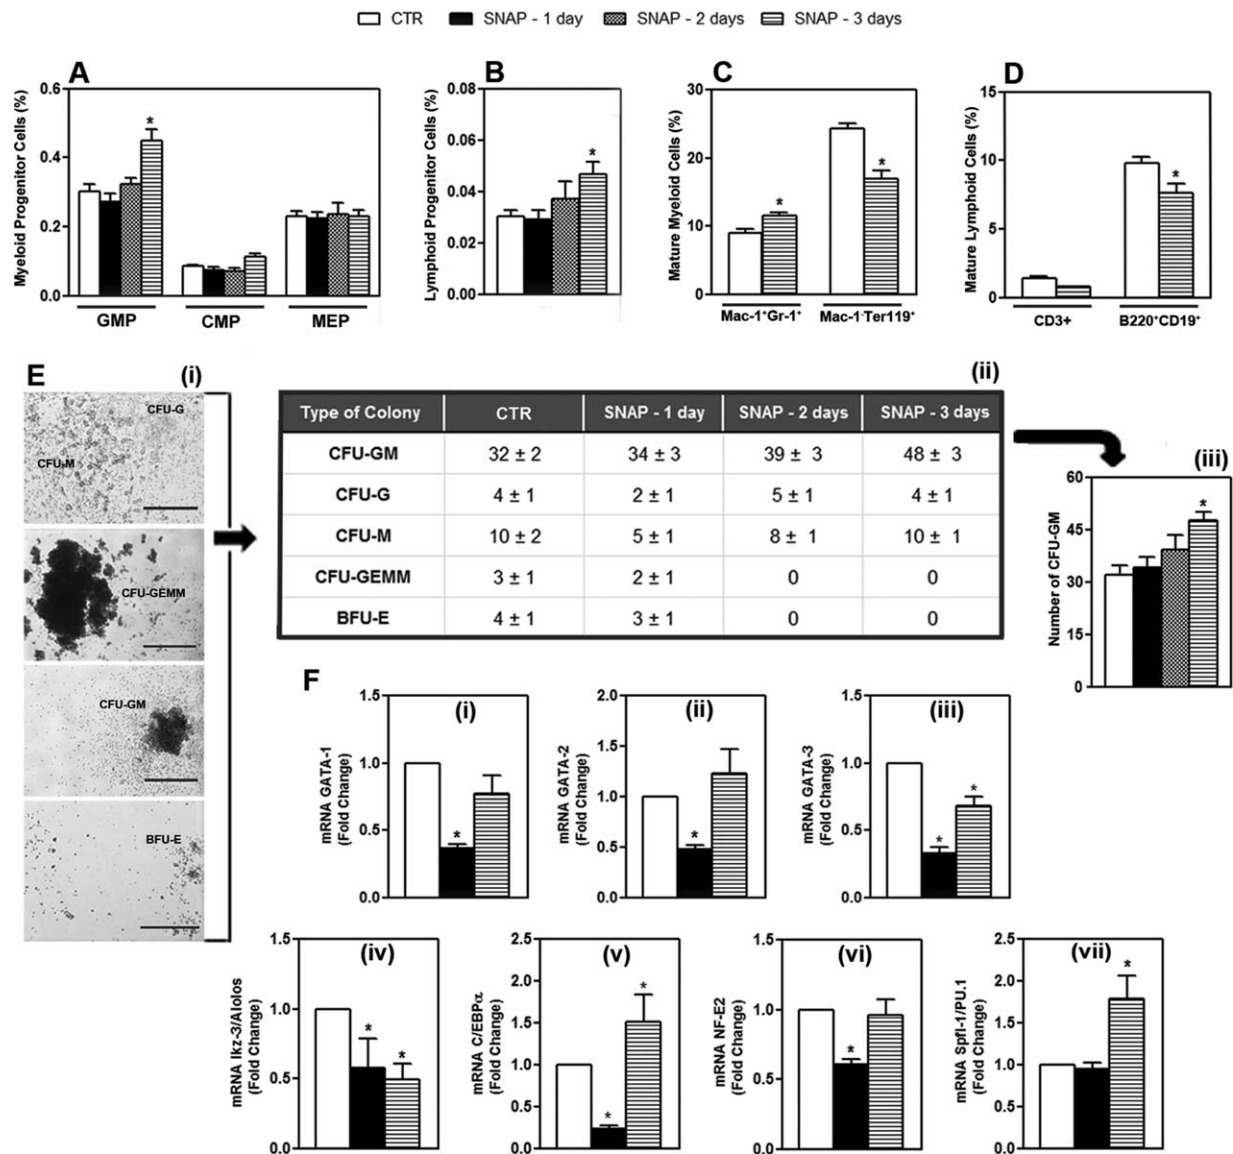 CTR SNAP - 1 day SNAP - 2 days SNAP - 3 days
A
Myeloid Progenitor Cells (%)
0.6
0.4
0.2
0.0
*
GMP CMP MEP
B
Lymphoid Progenitor Cells (%)
0.08
0.06
0.04
0.02
0.00
*
C
Mature Myeloid Cells (%)
30
20
10
0
*
*
Mac-1⁺Gr-1⁺ Mac-1⁻Ter119⁺
D
Mature Lymphoid Cells (%)
15
10
5
0
*
CD3+ B220⁺CD19⁺
E
(i)
CFU-G
CFU-M
CFU-GEMM
CFU-GM
BFU-E
(ii)
Type of Colony CTR SNAP - 1 day SNAP - 2 days SNAP - 3 days
CFU-GM 32 ± 2 34 ± 3 39 ± 3 48 ± 3
CFU-G 4 ± 1 2 ± 1 5 ± 1 4 ± 1
CFU-M 10 ± 2 5 ± 1 8 ± 1 10 ± 1
CFU-GEMM 3 ± 1 2 ± 1 0 0
BFU-E 4 ± 1 3 ± 1 0 0
(iii)
Number of CFU-GM
60
45
30
15
0
*
F
(i)
mRNA GATA-1
(Fold Change)
1.5
1.0
0.5
0.0
*
(ii)
mRNA GATA-2
(Fold Change)
2.0
1.5
1.0
0.5
0.0
*
(iii)
mRNA GATA-3
(Fold Change)
1.5
1.0
0.5
0.0
*
*
(iv)
mRNA Ikz-3/Aiolos
(Fold Change)
1.5
1.0
0.5
0.0
*
*
(v)
mRNA C/EBPα
(Fold Change)
2.5
2.0
1.5
1.0
0.5
0.0
*
*
(vi)
mRNA NF-E2
(Fold Change)
1.5
1.0
0.5
0.0
*
(vii)
mRNA Spfl-1/PU.1
(Fold Change)
2.5
2.0
1.5
1.0
0.5
0.0
*